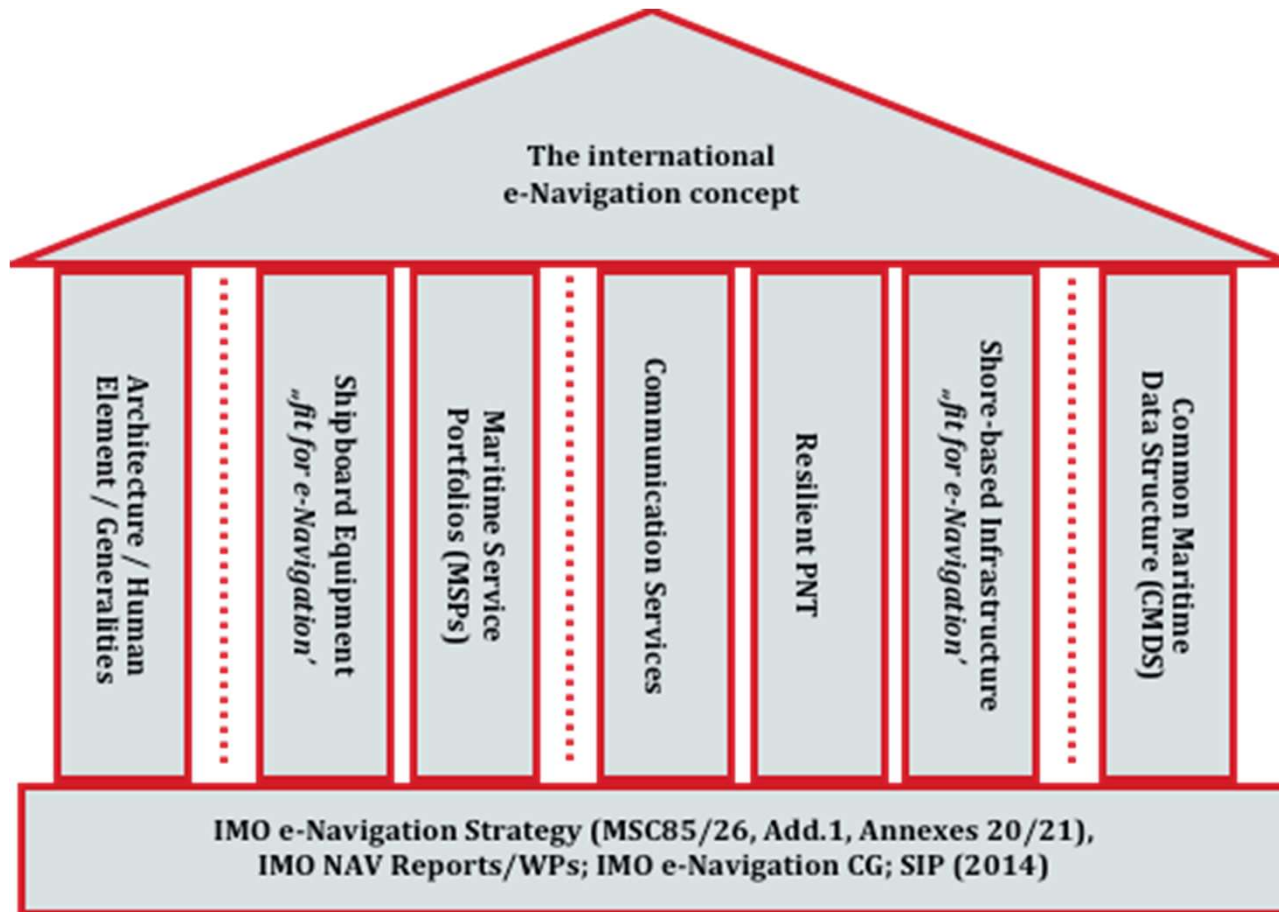 The international
e-Navigation concept
Architecture / Human
Element / Generalities
Shipboard Equipment
„fit for e-Navigation‘
Maritime Service
Portfolios (MSPs)
Communication Services
Resilient PNT
Shore-based Infrastructure
„fit for e-Navigation‘
Common Maritime
Data Structure (CMDS)
IMO e-Navigation Strategy (MSC85/26, Add.1, Annexes 20/21),
IMO NAV Reports/WPs; IMO e-Navigation CG; SIP (2014)